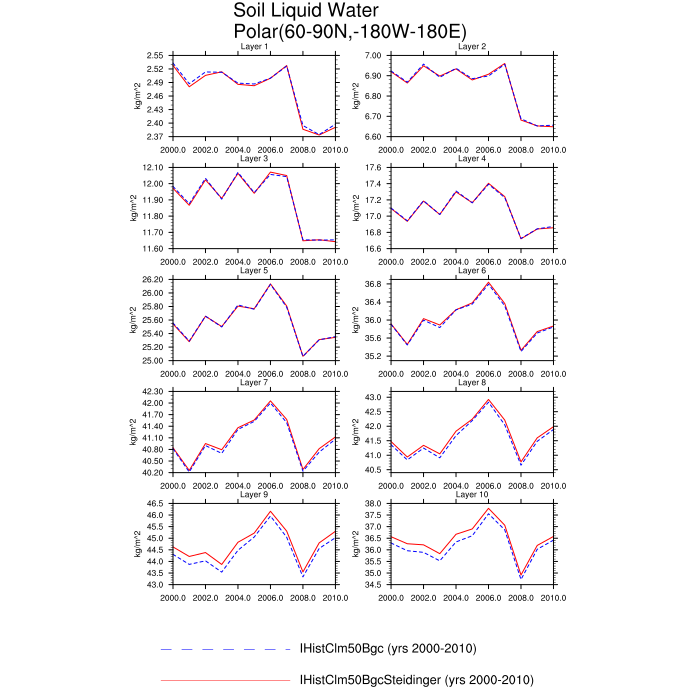 Soil Liquid Water
Polar(60-90N,-180W-180E)
Layer 1
kg/m^2
2.55
2.52
2.49
2.46
2.43
2.40
2.37
2000.0 2002.0 2004.0 2006.0 2008.0 2010.0
Layer 2
kg/m^2
7.00
6.90
6.80
6.70
6.60
2000.0 2002.0 2004.0 2006.0 2008.0 2010.0
Layer 3
kg/m^2
12.10
12.00
11.90
11.80
11.70
11.60
2000.0 2002.0 2004.0 2006.0 2008.0 2010.0
Layer 4
kg/m^2
17.6
17.4
17.2
17.0
16.8
16.6
2000.0 2002.0 2004.0 2006.0 2008.0 2010.0
Layer 5
kg/m^2
26.20
26.00
25.80
25.60
25.40
25.20
25.00
2000.0 2002.0 2004.0 2006.0 2008.0 2010.0
Layer 6
kg/m^2
36.8
36.4
36.0
35.6
35.2
2000.0 2002.0 2004.0 2006.0 2008.0 2010.0
Layer 7
kg/m^2
42.30
42.00
41.70
41.40
41.10
40.80
40.50
40.20
2000.0 2002.0 2004.0 2006.0 2008.0 2010.0
Layer 8
kg/m^2
43.0
42.5
42.0
41.5
41.0
40.5
2000.0 2002.0 2004.0 2006.0 2008.0 2010.0
Layer 9
kg/m^2
46.5
46.0
45.5
45.0
44.5
44.0
43.5
43.0
2000.0 2002.0 2004.0 2006.0 2008.0 2010.0
Layer 10
kg/m^2
38.0
37.5
37.0
36.5
36.0
35.5
35.0
34.5
2000.0 2002.0 2004.0 2006.0 2008.0 2010.0
IHistClm50Bgc (yrs 2000-2010)
IHistClm50BgcSteidinger (yrs 2000-2010)